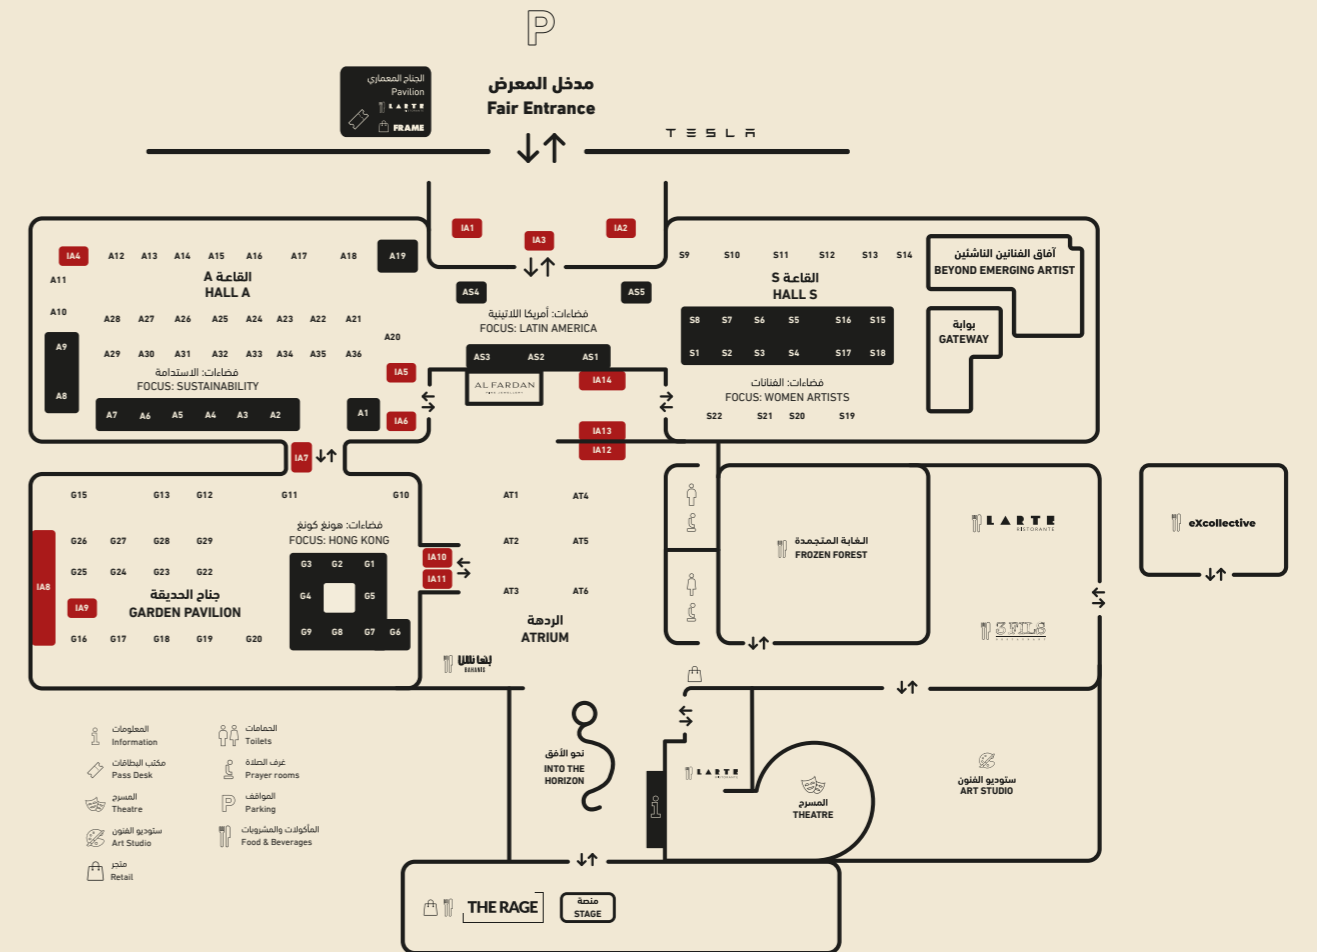 P
مدخل المعرض
Fair Entrance
الجناح المعماري
Pavilion
LARTE
FRAME
TESLA
IA1
IA2
IA3
IA4
A12
A13
A14
A15
A16
A17
A18
A19
A11
القاعة A
HALL A
A10
A28
A27
A26
A25
A24
A23
A22
A21
A20
A9
A29
A30
A31
A32
A33
A34
A35
A36
IA5
فضاءات: الاستدامة
FOCUS: SUSTAINABILITY
A8
A7
A6
A5
A4
A3
A2
A1
IA6
IA7
AS4
AS5
فضاءات: أمريكا اللاتينية
FOCUS: LATIN AMERICA
AS3
AS2
AS1
AL FARDAN
IA14
IA13
IA12
S9
S10
S11
S12
S13
S14
القاعة S
HALL S
S8
S7
S6
S5
S16
S15
S1
S2
S3
S4
S17
S18
فضاءات: الفنانات
FOCUS: WOMEN ARTISTS
S22
S21
S20
S19
آفاق الفنانين الناشئين
BEYOND EMERGING ARTIST
بوابة
GATEWAY
G15
G13
G12
G11
G10
فضاءات: هونغ كونغ
FOCUS: HONG KONG
G26
G27
G28
G29
G25
G24
G23
G22
G3
G2
G1
G4
G5
G9
G8
G7
G6
IA8
IA9
جناح الحديقة
GARDEN PAVILION
G16
G17
G18
G19
G20
IA10
IA11
AT1
AT4
AT2
AT5
AT3
AT6
الردهة
ATRIUM
BAHARIS
الغابة المتجمدة
FROZEN FOREST
LARTE
RISTORANTE
3 FILS
eXcollective
نحو الأفق
INTO THE
HORIZON
LARTE
المسرح
THEATRE
ستوديو الفنون
ART STUDIO
THE RAGE
منصة
STAGE
المعلومات
Information
مكتب البطاقات
Pass Desk
المسرح
Theatre
ستوديو الفنون
Art Studio
متجر
Retail
الحمامات
Toilets
غرف الصلاة
Prayer rooms
المواقف
Parking
المأكولات والمشروبات
Food & Beverages